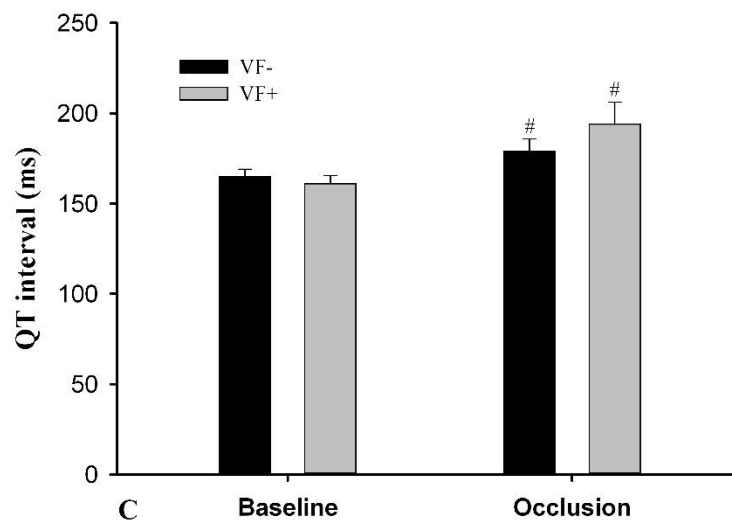 250
VF-
VF+
#
#
200
150
100
50
0
QT interval (ms)
C
Baseline
Occlusion